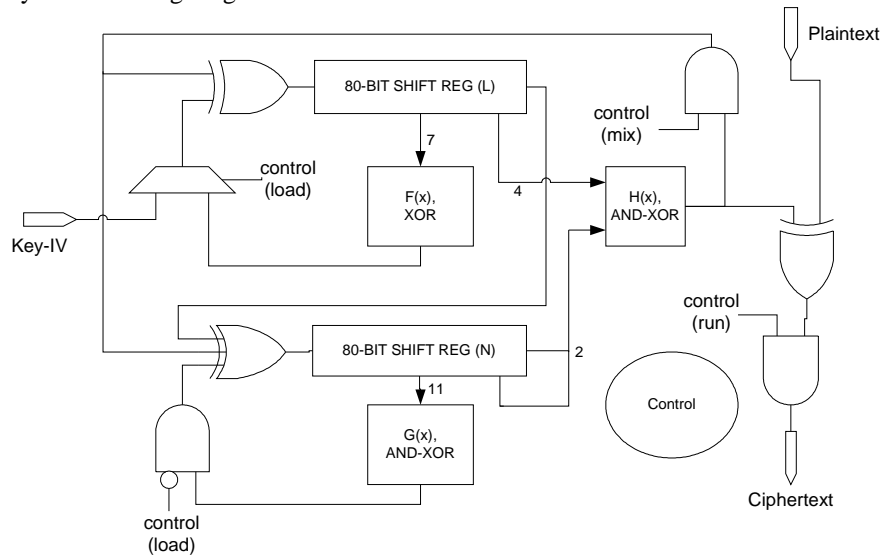 Plaintext
80-BIT SHIFT REG (L)
control
(mix)
7
control
(load)
4
F(x),
XOR
H(x),
AND-XOR
Key-IV
control
(run)
80-BIT SHIFT REG (N)
2
11
Control
G(x),
AND-XOR
Ciphertext
control
(load)